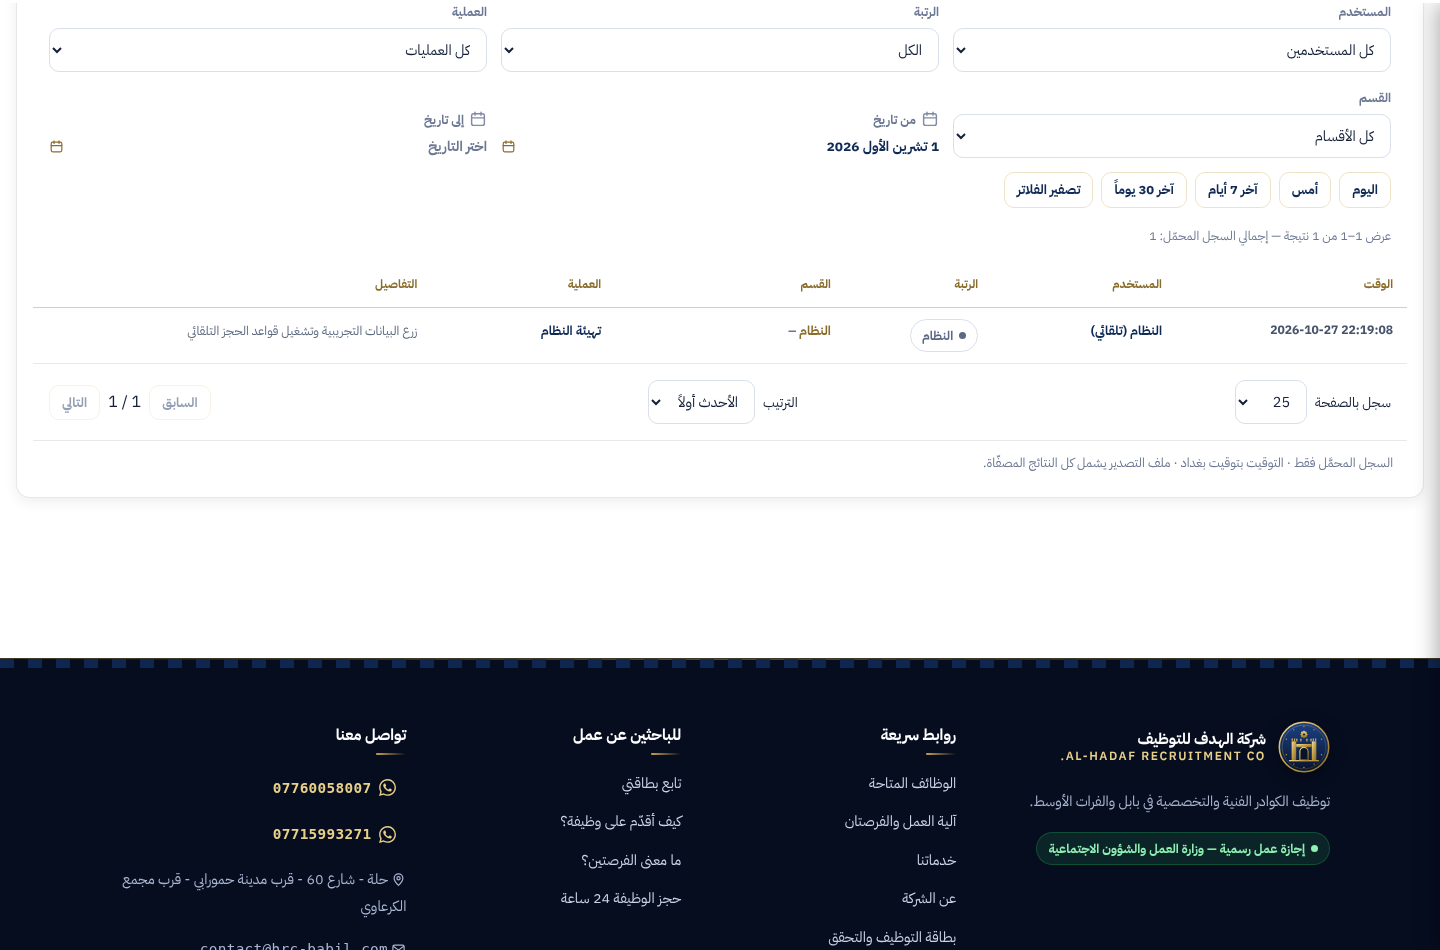 المستخدم
الرتبة
العملية
كل المستخدمين
الكل
كل العمليات
القسم
كل الأقسام
من تاريخ
1 تشرين الأول 2026
إلى تاريخ
اختر التاريخ
اليوم
أمس
آخر 7 أيام
آخر 30 يوماً
تصفير الفلاتر
عرض 1–1 من 1 نتيجة — إجمالي السجل المحمّل: 1
الوقت
المستخدم
الرتبة
القسم
العملية
التفاصيل
2026-10-27 22:19:08
النظام (تلقائي)
النظام
النظام –
تهيئة النظام
زرع البيانات التجريبية وتشغيل قواعد الحجز التلقائي
سجل بالصفحة
25
الترتيب
الأحدث أولاً
السابق
1 / 1
التالي
السجل المحمَّل فقط · التوقيت بتوقيت بغداد · ملف التصدير يشمل كل النتائج المصفّاة.
شركة الهدف للتوظيف
AL-HADAF RECRUITMENT CO.
توظيف الكوادر الفنية والتخصصية في بابل والفرات الأوسط.
إجازة عمل رسمية — وزارة العمل والشؤون الاجتماعية
روابط سريعة
الوظائف المتاحة
آلية العمل والفرصتان
خدماتنا
عن الشركة
بطاقة التوظيف والتحقق
للباحثين عن عمل
تابع بطاقتي
كيف أقدّم على وظيفة؟
ما معنى الفرصتين؟
حجز الوظيفة 24 ساعة
تواصل معنا
07760058007
07715993271
حلة - شارع 60 - قرب مدينة حمورابي - قرب مجمع
الكرعاوي
contact@hrc-babil.com